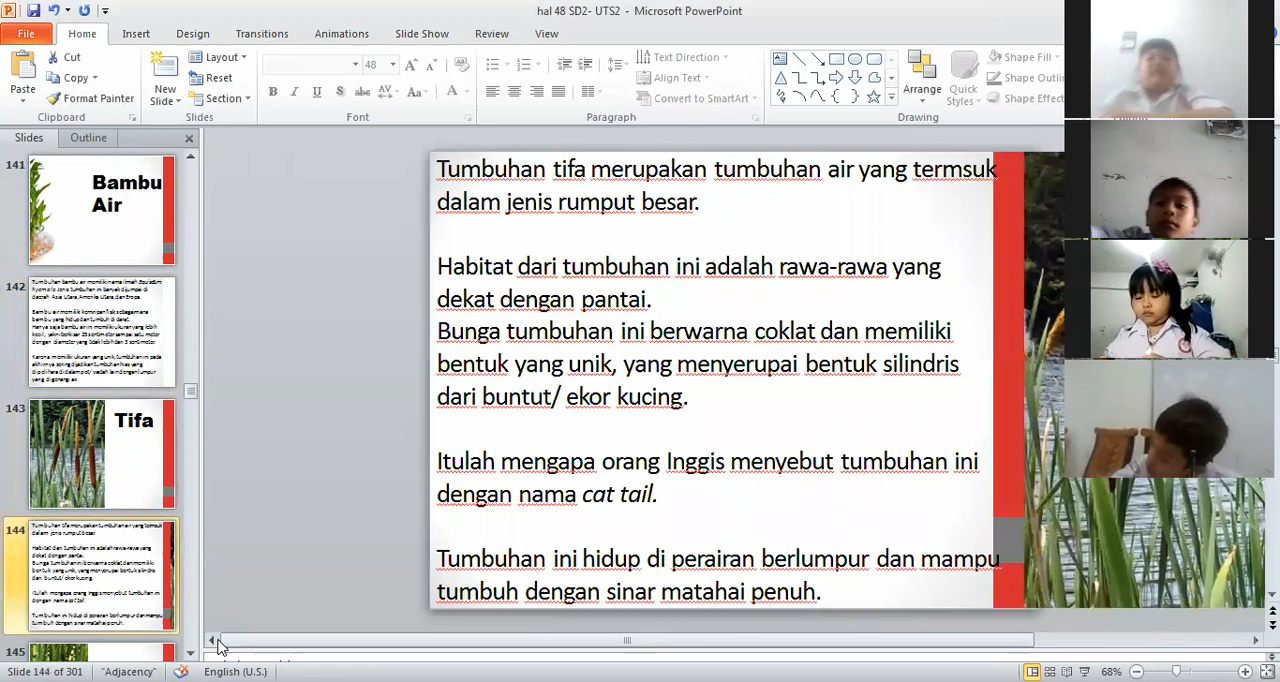 hal 48 SD2- UTS2 - Microsoft PowerPoint
File Home Insert Design Transitions Animations Slide Show Review View
Cut
Copy
Format Painter
Paste
Clipboard
New
Slide
Layout
Reset
Section
Slides
48
B I U S abc AV Aa A
Font
Text Direction
Align Text
Convert to SmartArt
Paragraph
Arrange
Quick
Styles
Shape Fill
Shape Outlin
Shape Effec
Drawing
Slides Outline
141
Bambu
Air
142
143
Tifa
144
145
Tumbuhan tifa merupakan tumbuhan air yang termsuk
dalam jenis rumput besar.
Habitat dari tumbuhan ini adalah rawa-rawa yang
dekat dengan pantai.
Bunga tumbuhan ini berwarna coklat dan memiliki
bentuk yang unik, yang menyerupai bentuk silindris
dari buntut/ ekor kucing.
Itulah mengapa orang Inggis menyebut tumbuhan ini
dengan nama cat tail.
Tumbuhan ini hidup di perairan berlumpur dan mampu
tumbuh dengan sinar matahai penuh.
Slide 144 of 301 "Adjacency" English (U.S.) 68%